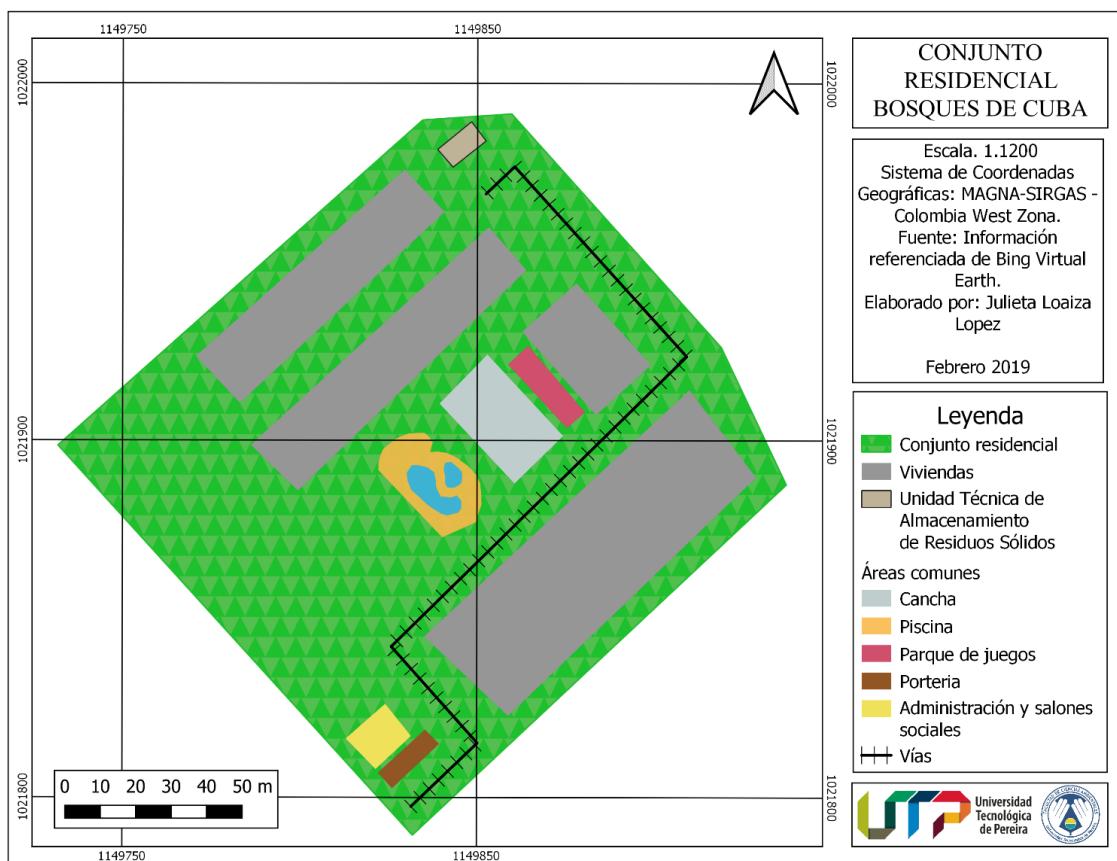 1149750
1149850
1022000
1022000
1021900
1021900
1021800
1021800
1149750
1149850
0 10 20 30 40 50 m
CONJUNTO
RESIDENCIAL
BOSQUES DE CUBA
Escala. 1.1200
Sistema de Coordenadas
Geográficas: MAGNA-SIRGAS -
Colombia West Zona.
Fuente: Información
referenciada de Bing Virtual
Earth.
Elaborado por: Julieta Loaiza
Lopez
Febrero 2019
Leyenda
Conjunto residencial
Viviendas
Unidad Técnica de
Almacenamiento
de Residuos Sólidos
Áreas comunes
Cancha
Piscina
Parque de juegos
Porteria
Administración y salones
sociales
Vías
UTP
Universidad
Tecnológica
de Pereira